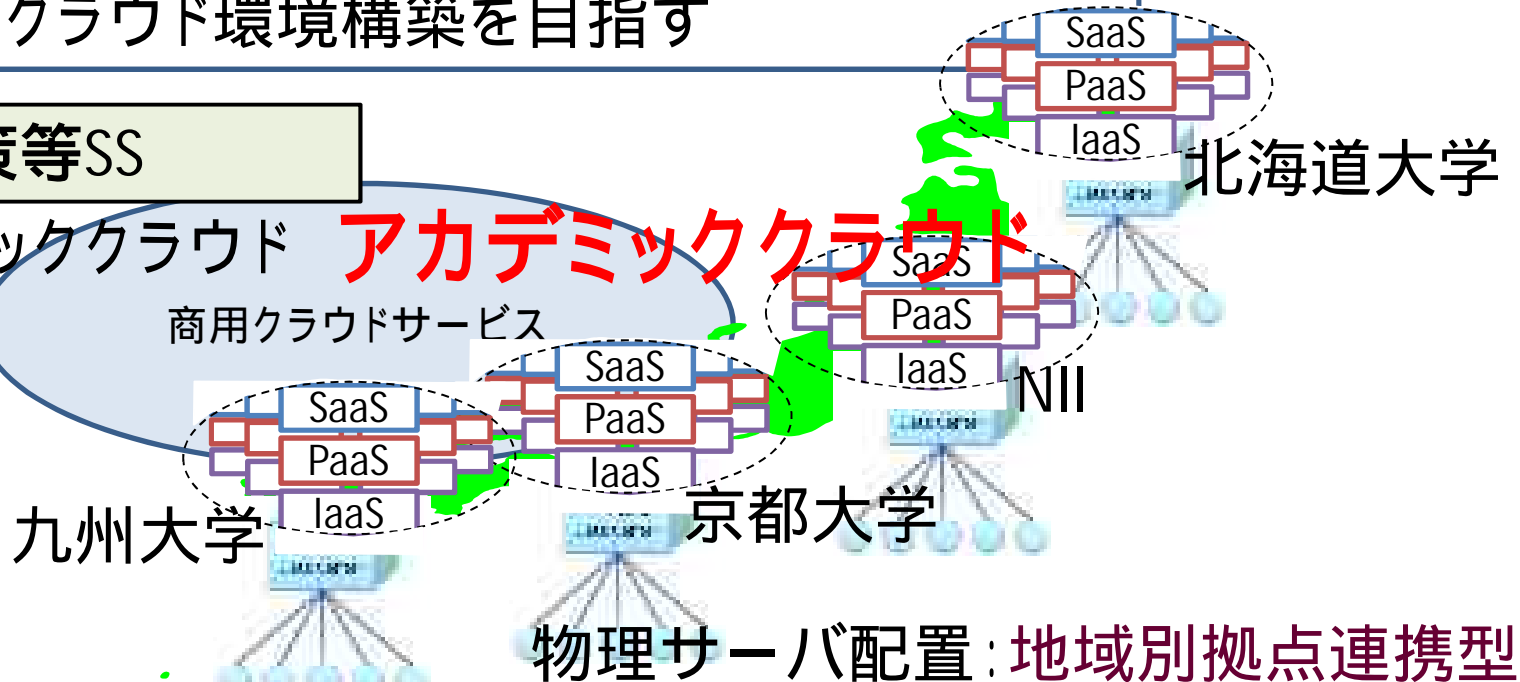 クラウド環境構築を目指す
SaaS
PaaS
IaaS
北海道大学
策等SS
ッククラウド
アカデミッククラウド
商用クラウドサービス
SaaS
PaaS
IaaS
NII
SaaS
PaaS
IaaS
京都大学
SaaS
PaaS
IaaS
九州大学
物理サーバ配置:地域別拠点連携型